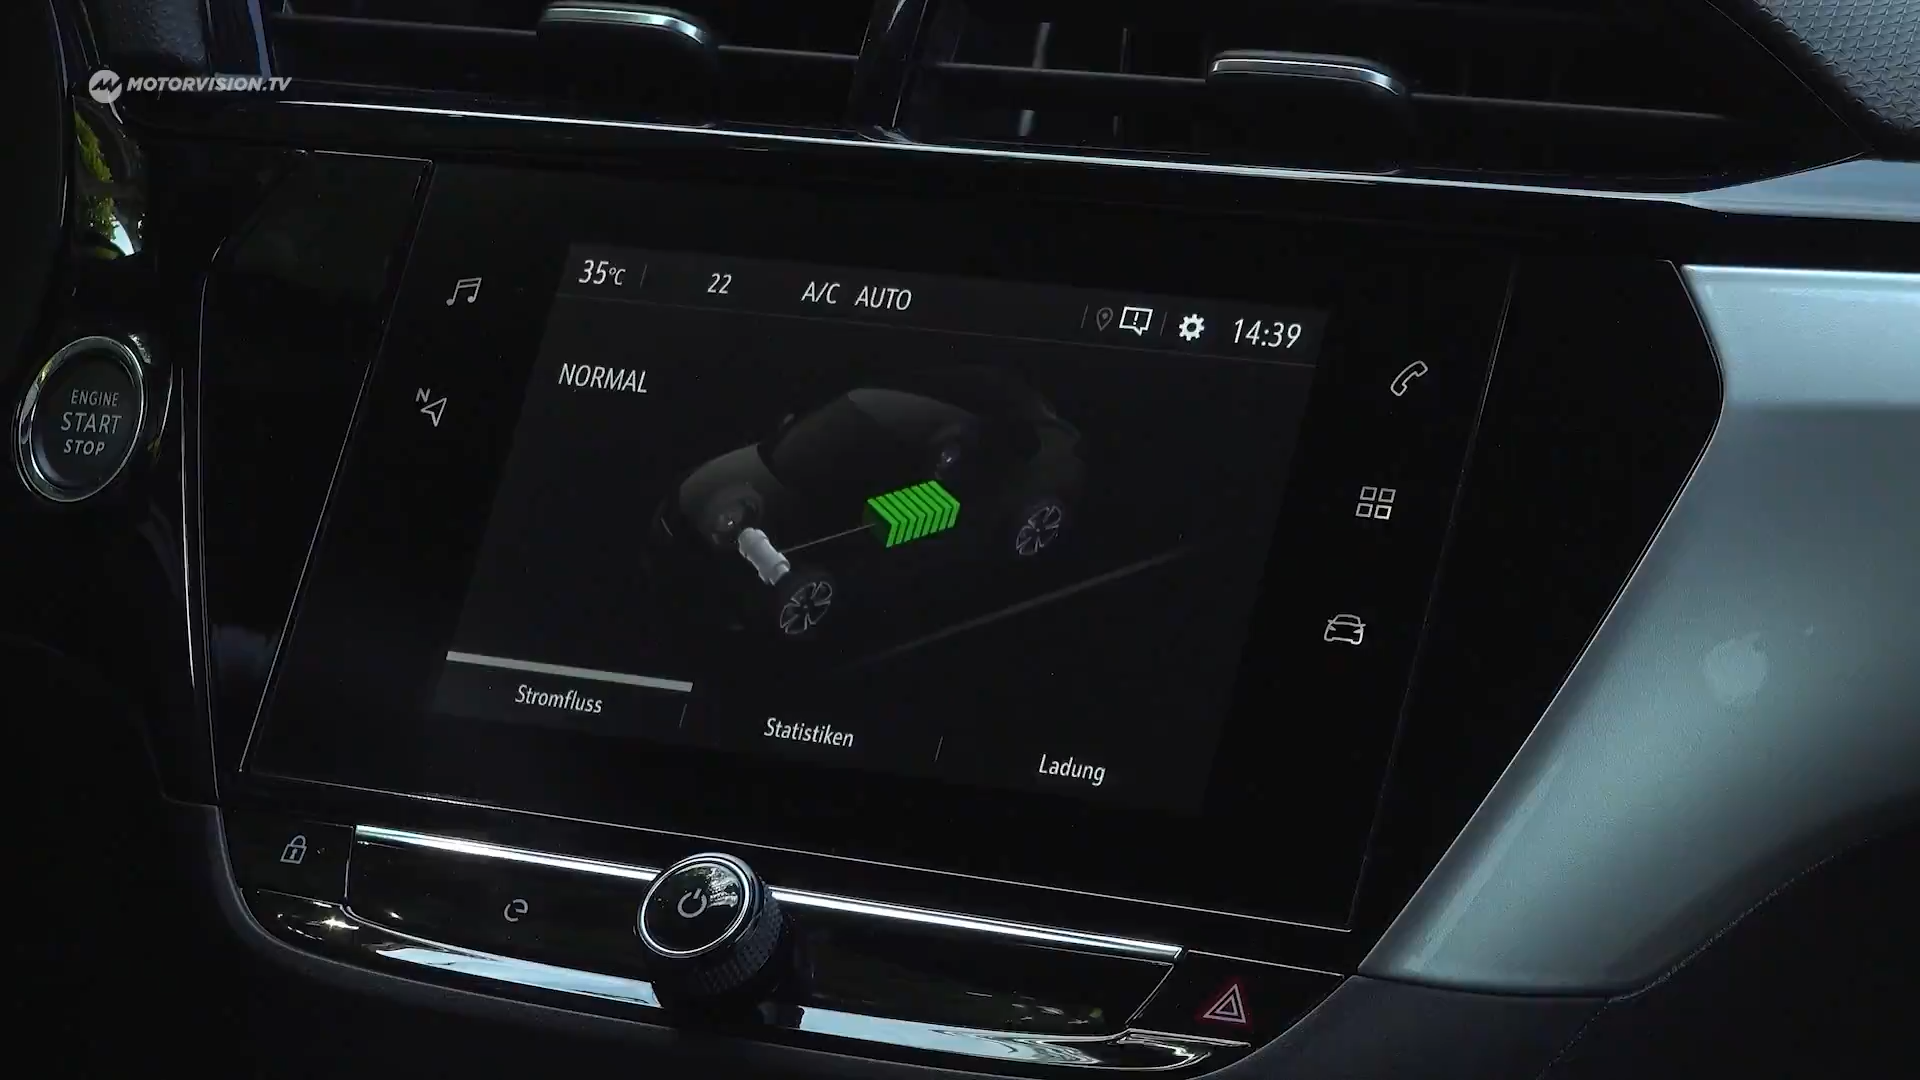 MOTORVISION.TV
35°C 22 A/C AUTO 14:39
NORMAL
N
ENGINE
START
STOP
Stromfluss Statistiken Ladung
e